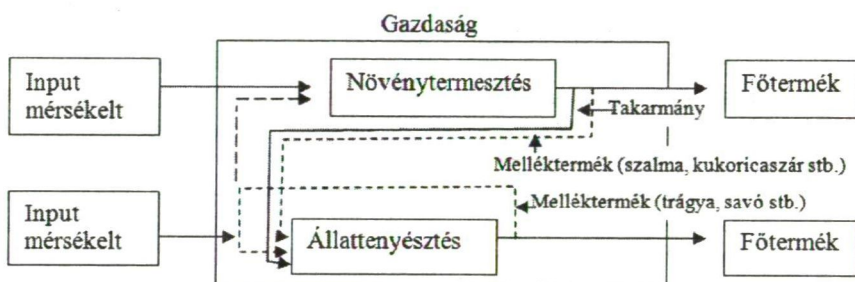 Gazdaság
Input
mérsékelt
Növénytermesztés
Főtermék
Takarmány
Melléktermék (szalma, kukoricaszár stb.)
Melléktermék (trágya, savó stb.)
Input
mérsékelt
Állattenyésztés
Főtermék